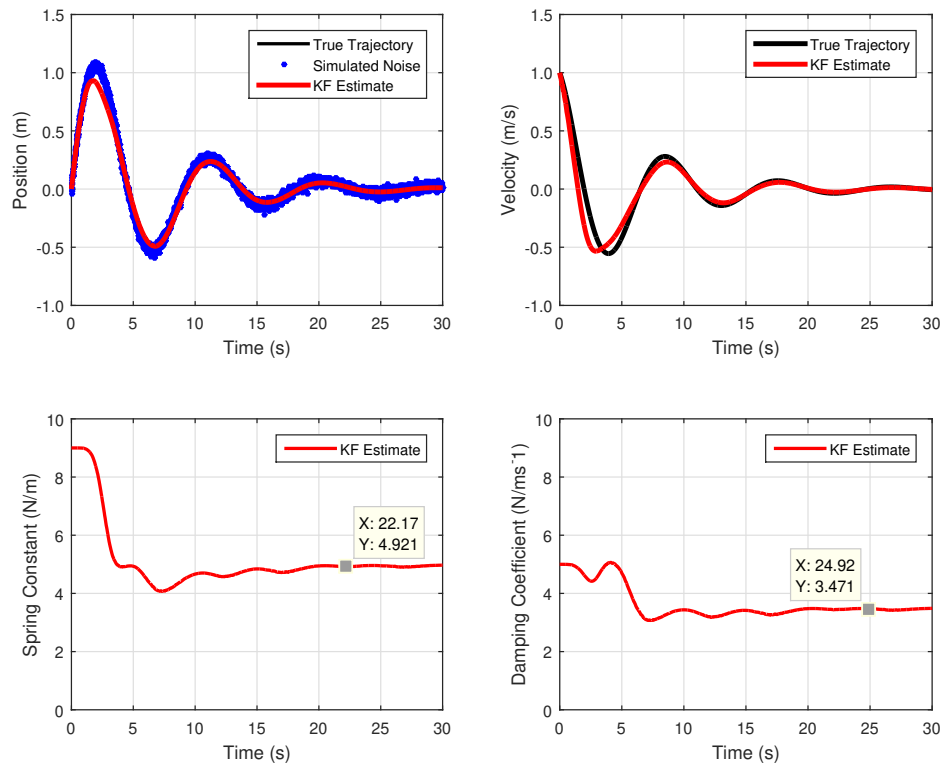 1.5
1.0
0.5
0.0
-0.5
-1.0
Position (m)
0 5 10 15 20 25 30
Time (s)
True Trajectory
Simulated Noise
KF Estimate
1.5
1.0
0.5
0.0
-0.5
-1.0
Velocity (m/s)
0 5 10 15 20 25 30
Time (s)
True Trajectory
KF Estimate
10
8
6
4
2
0
Spring Constant (N/m)
0 5 10 15 20 25 30
Time (s)
KF Estimate
X: 22.17
Y: 4.921
10
8
6
4
2
0
Damping Coefficient (N/ms⁻1)
0 5 10 15 20 25 30
Time (s)
KF Estimate
X: 24.92
Y: 3.471